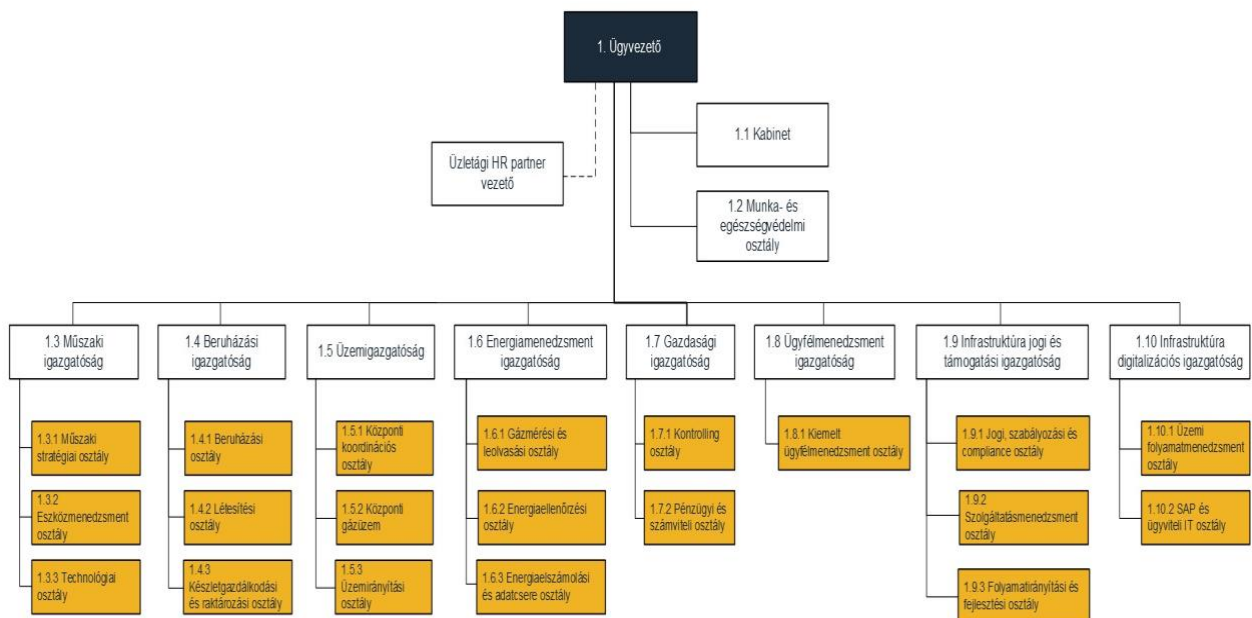 1. Ügyvezető
1.1 Kabinet
Üzletági HR partner
vezető
1.2 Munka- és
egészségvédelmi
osztály
1.3 Műszaki
igazgatóság
1.4 Beruházási
igazgatóság
1.5 Üzemigazgatóság
1.6 Energiamenedzsment
igazgatóság
1.7 Gazdasági
igazgatóság
1.8 Ügyfélmenedzsment
igazgatóság
1.9 Infrastruktúra jogi és
támogatási igazgatóság
1.10 Infrastruktúra
digitalizációs igazgatóság
1.3.1 Műszaki
stratégiai osztály
1.3.2
Eszközmenedzsment
osztály
1.3.3 Technológiai
osztály
1.4.1 Beruházási
osztály
1.4.2 Létesítési
osztály
1.4.3
Készletgazdálkodási
és raktározási osztály
1.5.1 Központi
koordinációs
osztály
1.5.2 Központi
gázüzem
1.5.3
Üzemirányítási
osztály
1.6.1 Gázmérési és
leolvasási osztály
1.6.2 Energiaellenőrzési
osztály
1.6.3 Energiaelszámolási
és adatcsere osztály
1.7.1 Kontrolling
osztály
1.7.2 Pénzügyi és
számviteli osztály
1.8.1 Kiemelt
ügyfélmenedzsment osztály
1.9.1 Jogi, szabályozási és
compliance osztály
1.9.2
Szolgáltatásmenedzsment
osztály
1.9.3 Folyamatirányítási és
fejlesztési osztály
1.10.1 Üzemi
folyamatmenedzsment
osztály
1.10.2 SAP és
ügyviteli IT osztály